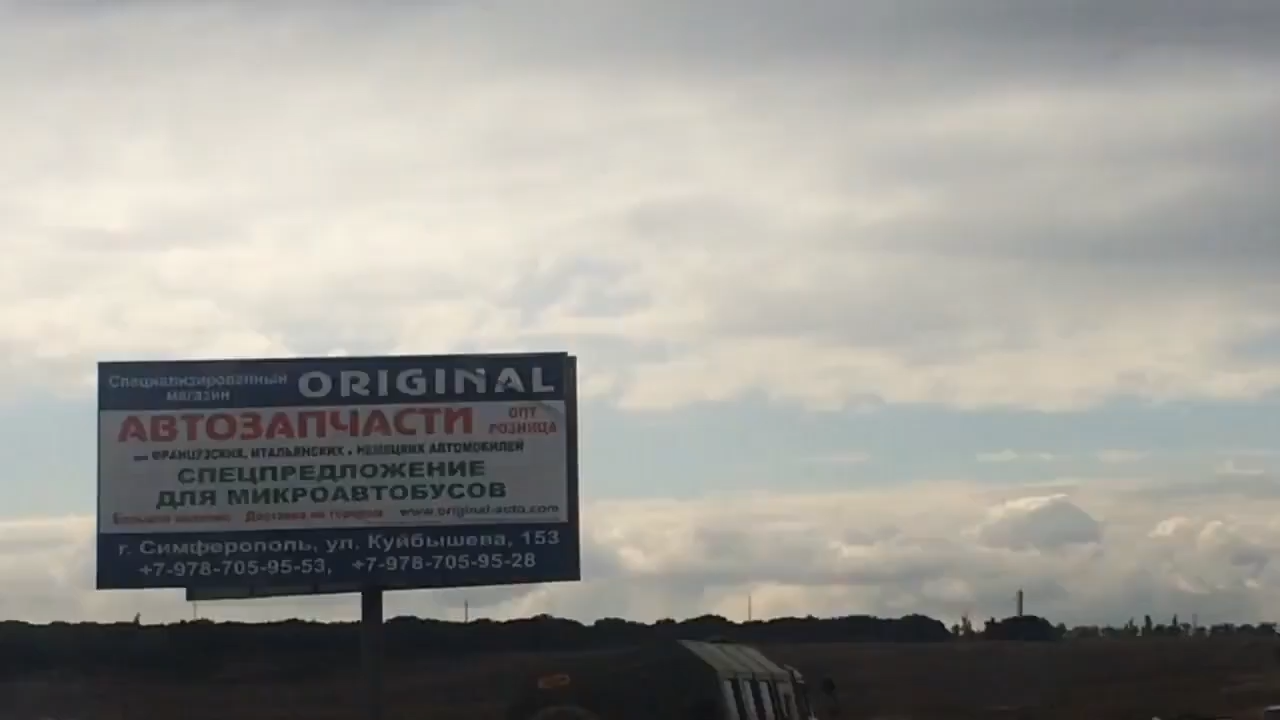 Специализированный
магазин
ORIGINAL
АВТОЗАПЧАСТИ
ОПТ
РОЗНИЦА
ФРАНЦУЗСКИХ, ИТАЛЬЯНСКИХ, НЕМЕЦКИХ АВТОМОБИЛЕЙ
СПЕЦПРЕДЛОЖЕНИЕ
ДЛЯ МИКРОАВТОБУСОВ
Доставка по городам www.original-auto.com
г. Симферополь, ул. Куйбышева, 153
+7-978-705-95-53, +7-978-705-95-28